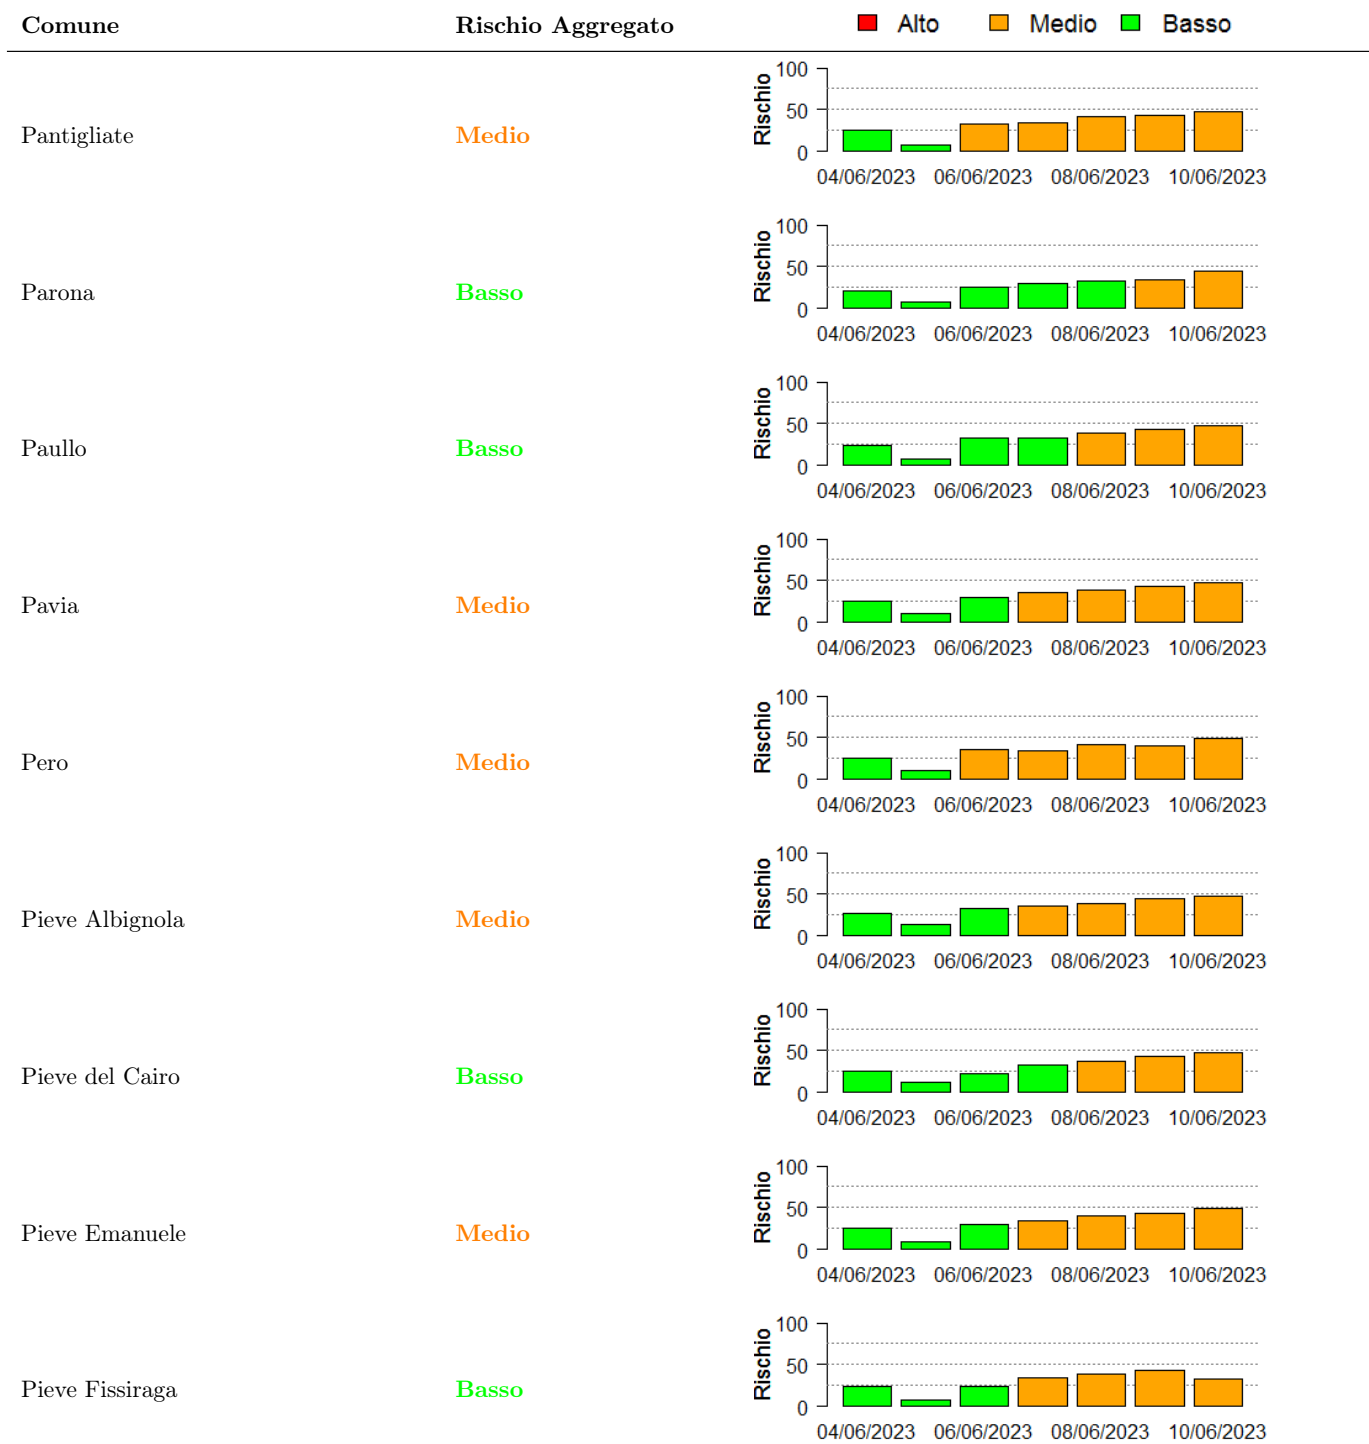 Comune Rischio Aggregato Alto Medio Basso
100
50
0
Rischio
Pantigliate Medio
04/06/2023 06/06/2023 08/06/2023 10/06/2023
100
50
0
Rischio
Parona Basso
04/06/2023 06/06/2023 08/06/2023 10/06/2023
100
50
0
Rischio
Paullo Basso
04/06/2023 06/06/2023 08/06/2023 10/06/2023
100
50
0
Rischio
Pavia Medio
04/06/2023 06/06/2023 08/06/2023 10/06/2023
100
50
0
Rischio
Pero Medio
04/06/2023 06/06/2023 08/06/2023 10/06/2023
100
50
0
Rischio
Pieve Albignola Medio
04/06/2023 06/06/2023 08/06/2023 10/06/2023
100
50
0
Rischio
Pieve del Cairo Basso
04/06/2023 06/06/2023 08/06/2023 10/06/2023
100
50
0
Rischio
Pieve Emanuele Medio
04/06/2023 06/06/2023 08/06/2023 10/06/2023
100
50
0
Rischio
Pieve Fissiraga Basso
04/06/2023 06/06/2023 08/06/2023 10/06/2023